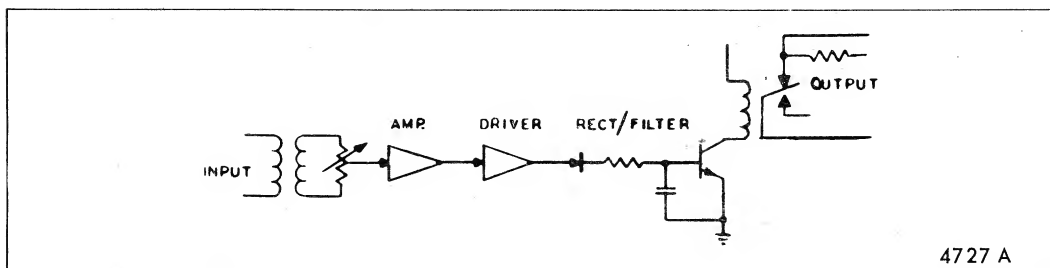 AMP.
DRIVER
RECT/FILTER
OUTPUT
INPUT
4727 A